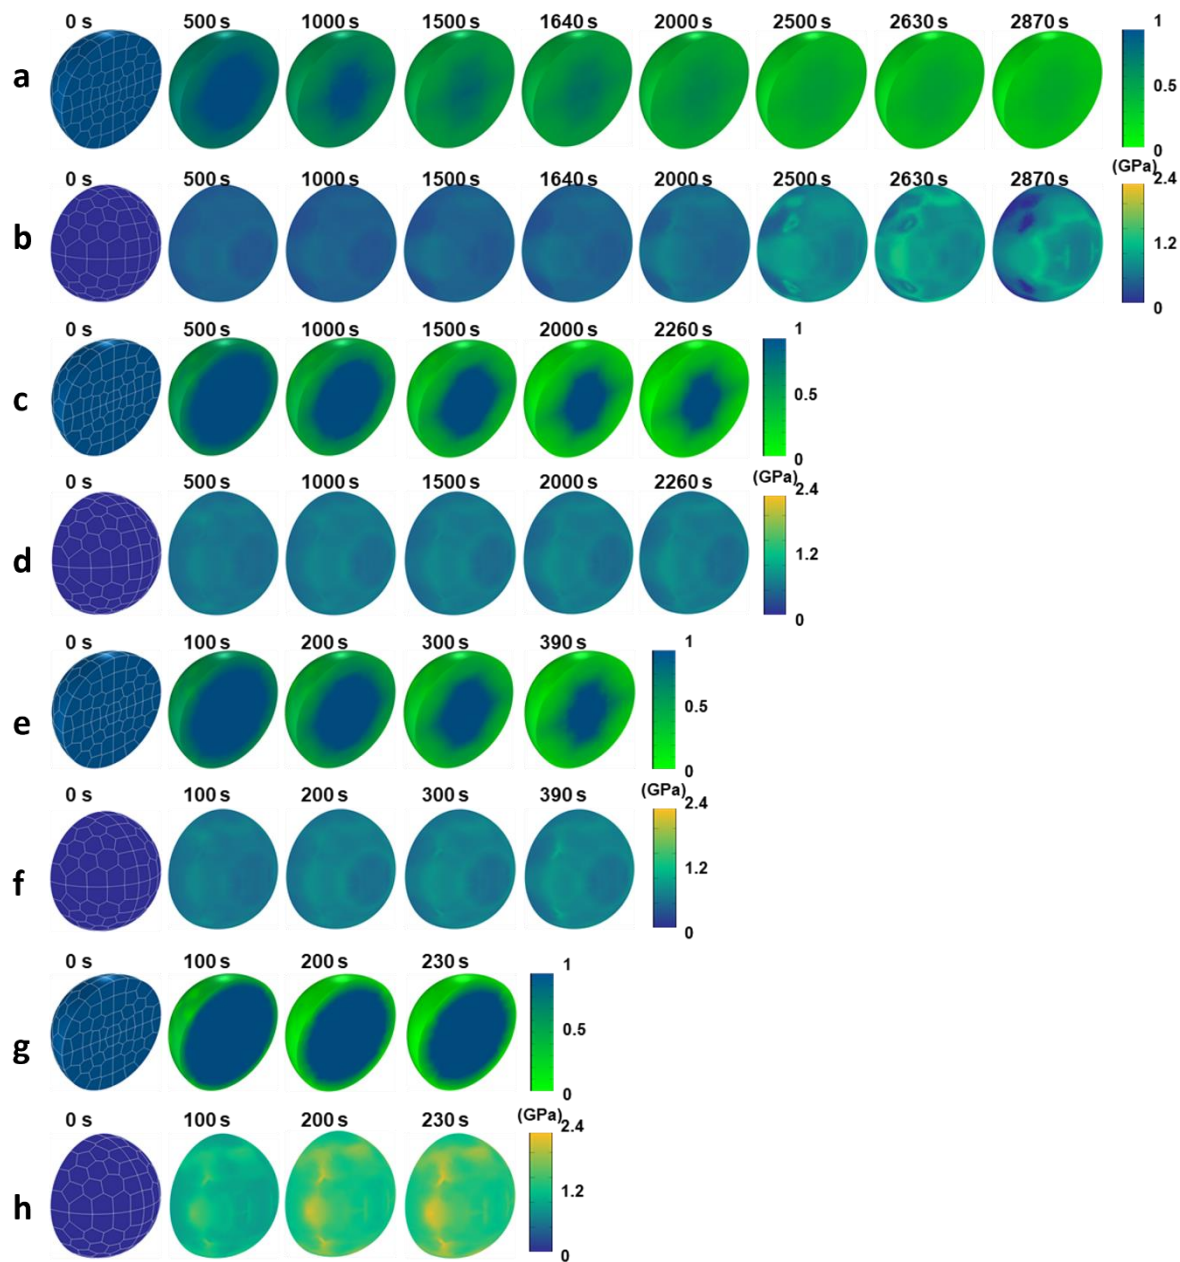 0 s 500 s 1000 s 1500 s 1640 s 2000 s 2500 s 2630 s 2870 s 1
a
0.5
0
(GPa)
0 s 500 s 1000 s 1500 s 1640 s 2000 s 2500 s 2630 s 2870 s 2.4
b
1.2
0
0 s 500 s 1000 s 1500 s 2000 s 2260 s 1
c
0.5
0
(GPa)
0 s 500 s 1000 s 1500 s 2000 s 2260 s 2.4
d
1.2
0
0 s 100 s 200 s 300 s 390 s 1
e
0.5
0
(GPa)
0 s 100 s 200 s 300 s 390 s 2.4
f
1.2
0
0 s 100 s 200 s 230 s 1
g
0.5
0
(GPa)
0 s 100 s 200 s 230 s 2.4
h
1.2
0